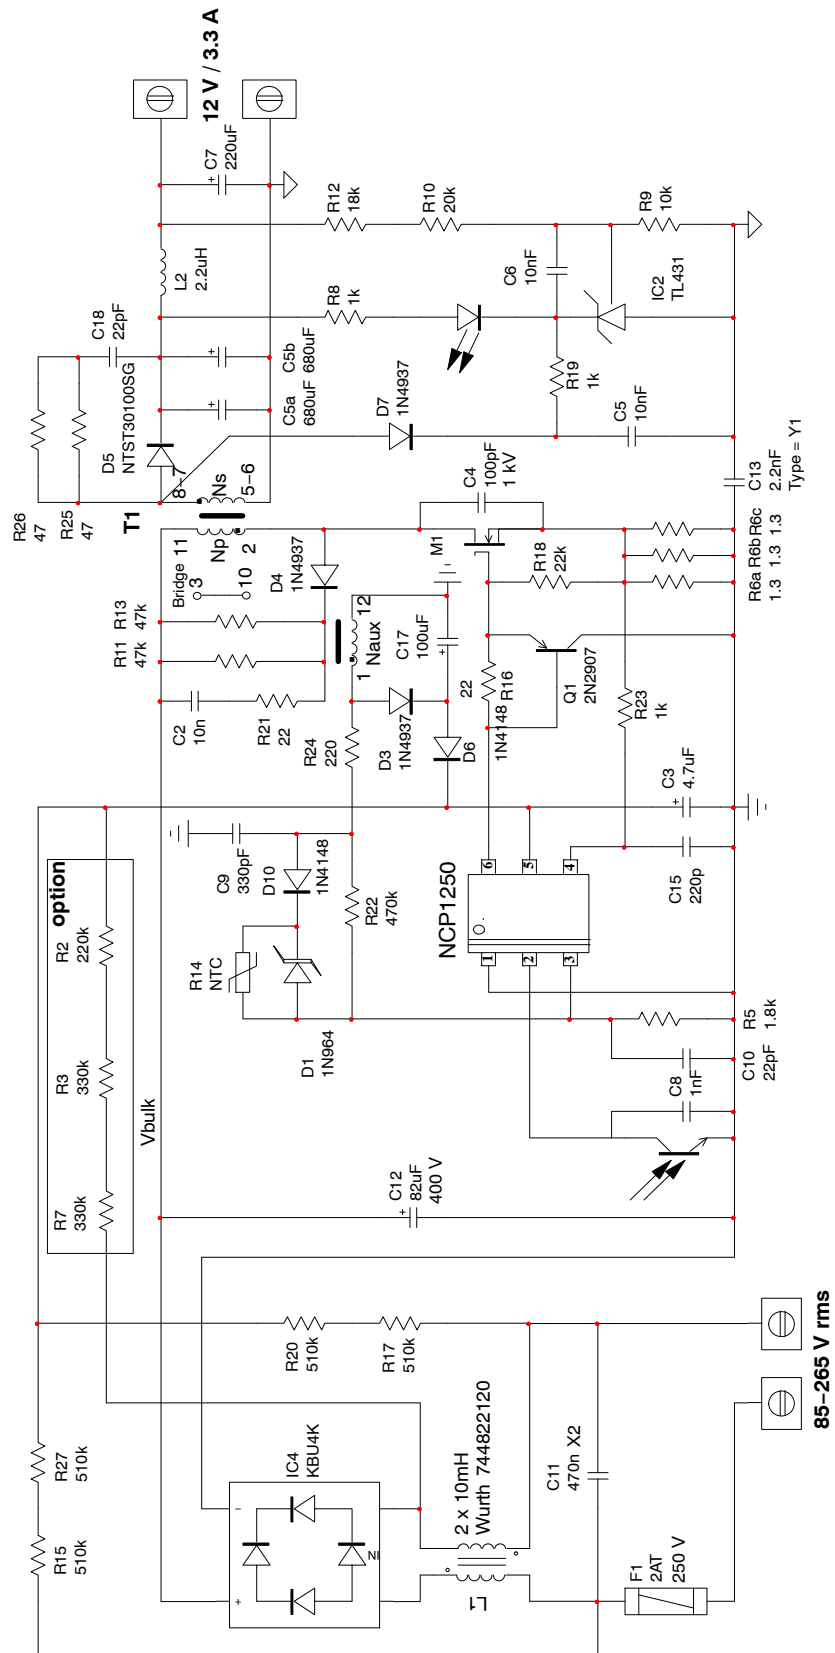 12 V / 3.3 A
C7
220uF
L2
2.2uH
C18
22pF
R12
18k
R10
20k
R9
10k
R8
1k
C6
10nF
IC2
TL431
C5b
680uF
C5a
680uF
D7
1N4937
R19
1k
C5
10nF
D5
NTST30100SG
R26
47
R25
47
T1
8-7
Ns
5-6
Np
11
2
Bridge
3
10
C4
100pF
1 kV
M1
C13
2.2nF
Type = Y1
R6c
1.3
R6b
1.3
R6a
1.3
R18
22k
D4
1N4937
R13
47k
R11
47k
C2
10n
R21
22
Naux
1
12
C17
100uF
R24
220
D3
1N4937
D6
1N4148
22
R16
Q1
2N2907
R23
1k
C3
4.7uF
C15
220p
option
R2
220k
R3
330k
R7
330k
Vbulk
C9
330pF
D10
1N4148
R14
NTC
R22
470k
D1
1N964
NCP1250
6
5
4
1
2
3
R5
1.8k
C10
22pF
C8
1nF
C12
82uF
400 V
R20
510k
R17
510k
R27
510k
R15
510k
IC4
KBU4K
+
-
IN
2 x 10mH
Wurth 744822120
L1
C11
470n X2
F1
2AT
250 V
85-265 V rms